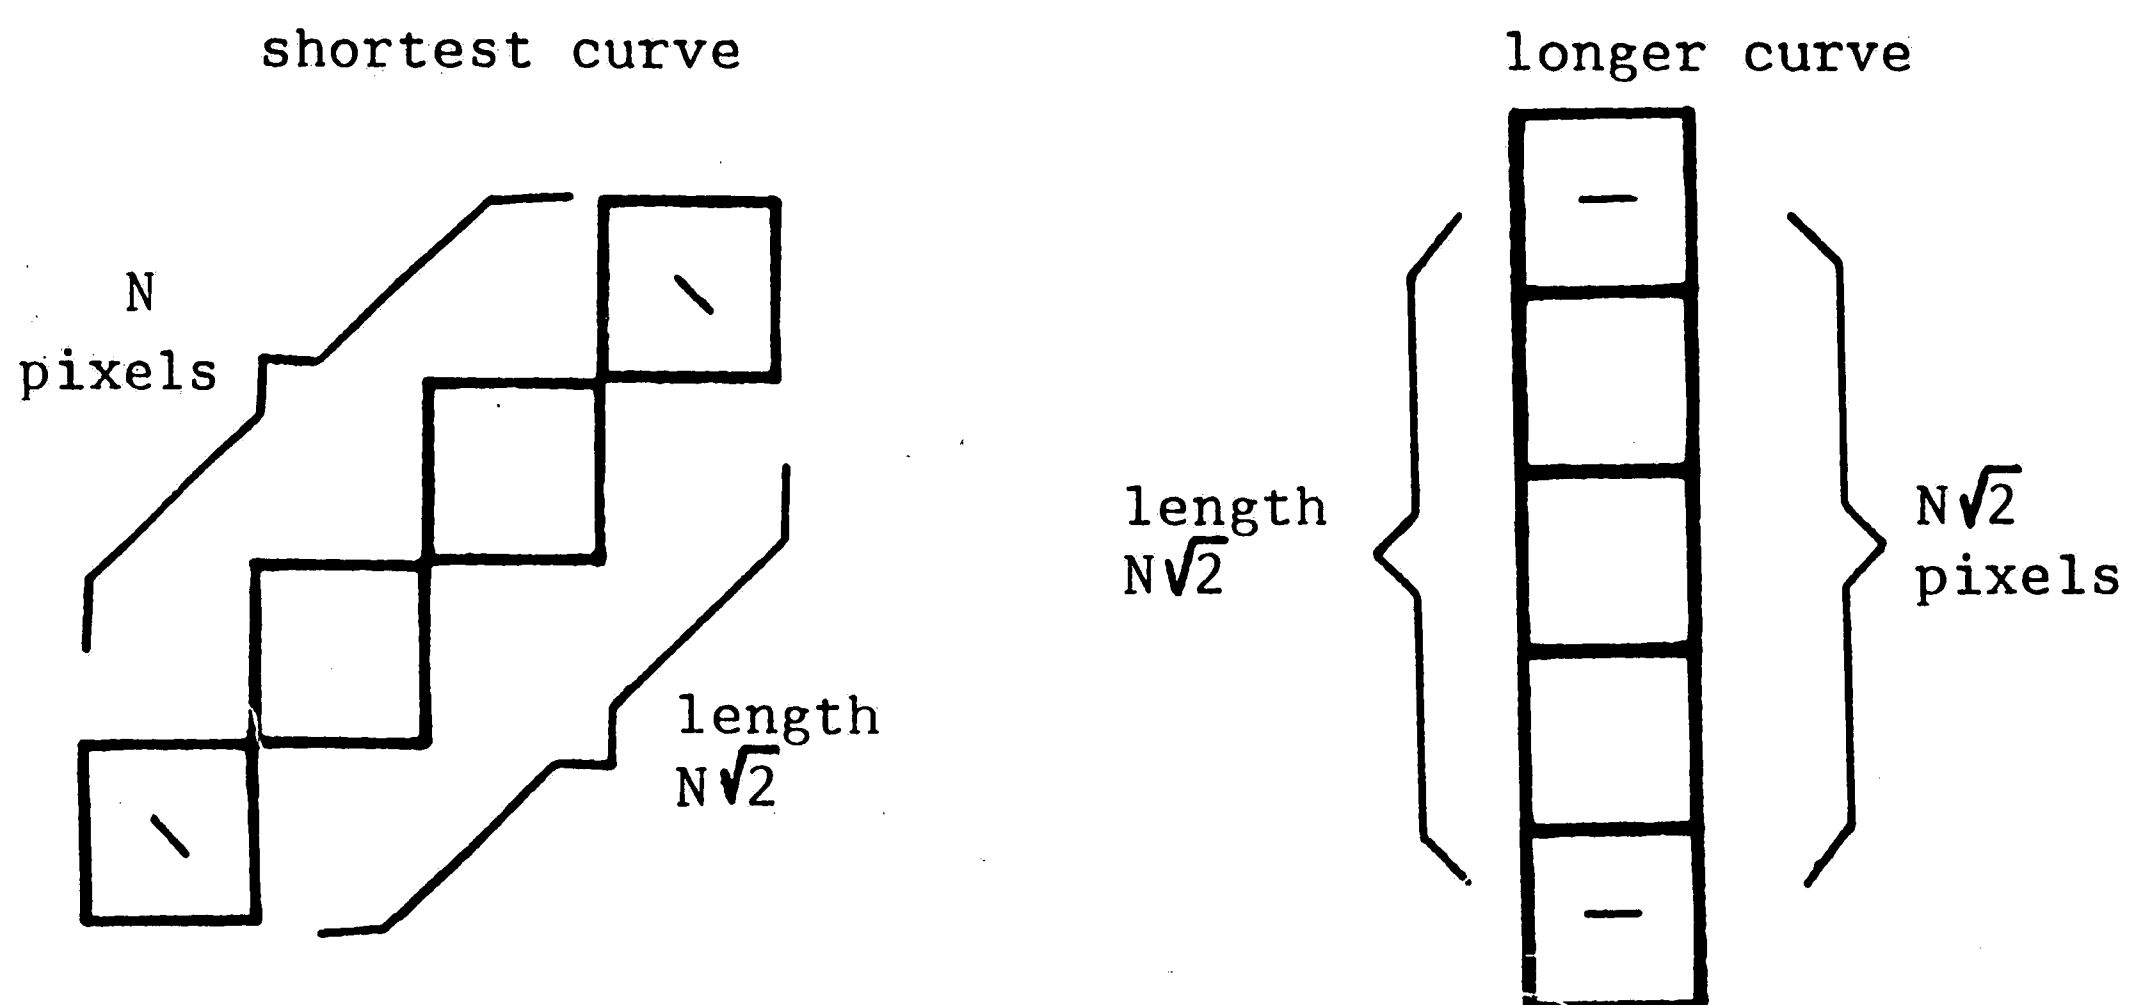 shortest curve
N
pixels
length
N√2
longer curve
length
N√2
N√2
pixels